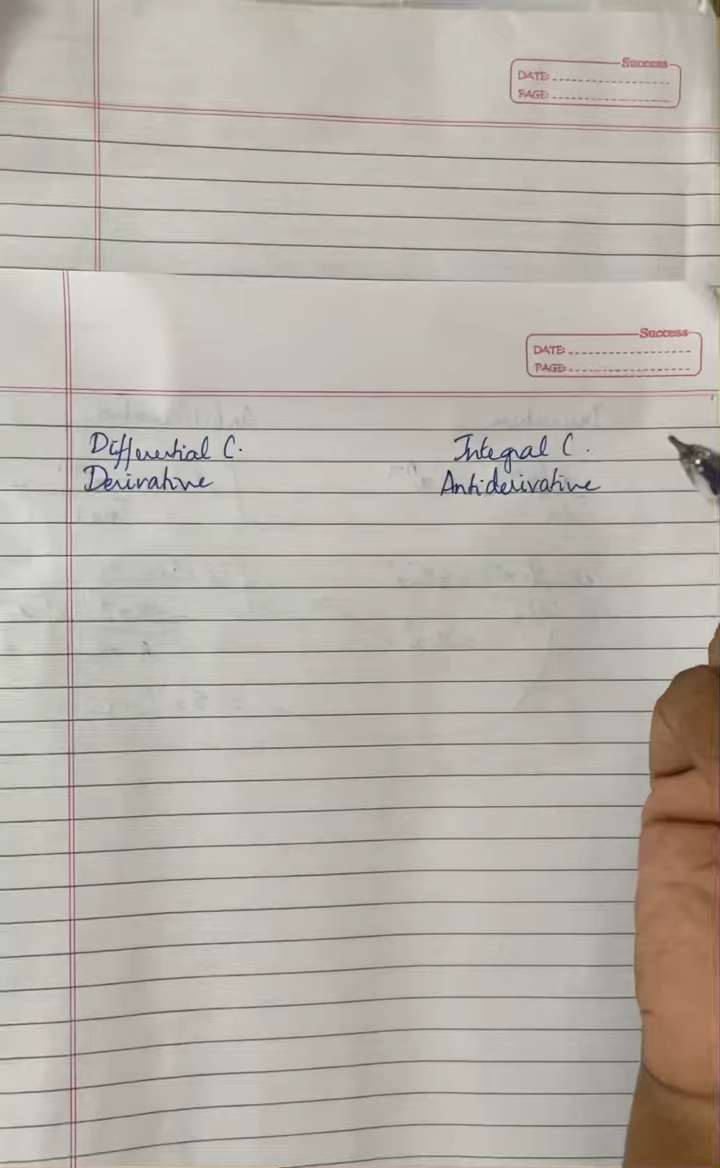 Success
DATE:
PAGE:
Success
DATE:
PAGE:
Differential C. Integral C.
Derivative Antiderivative